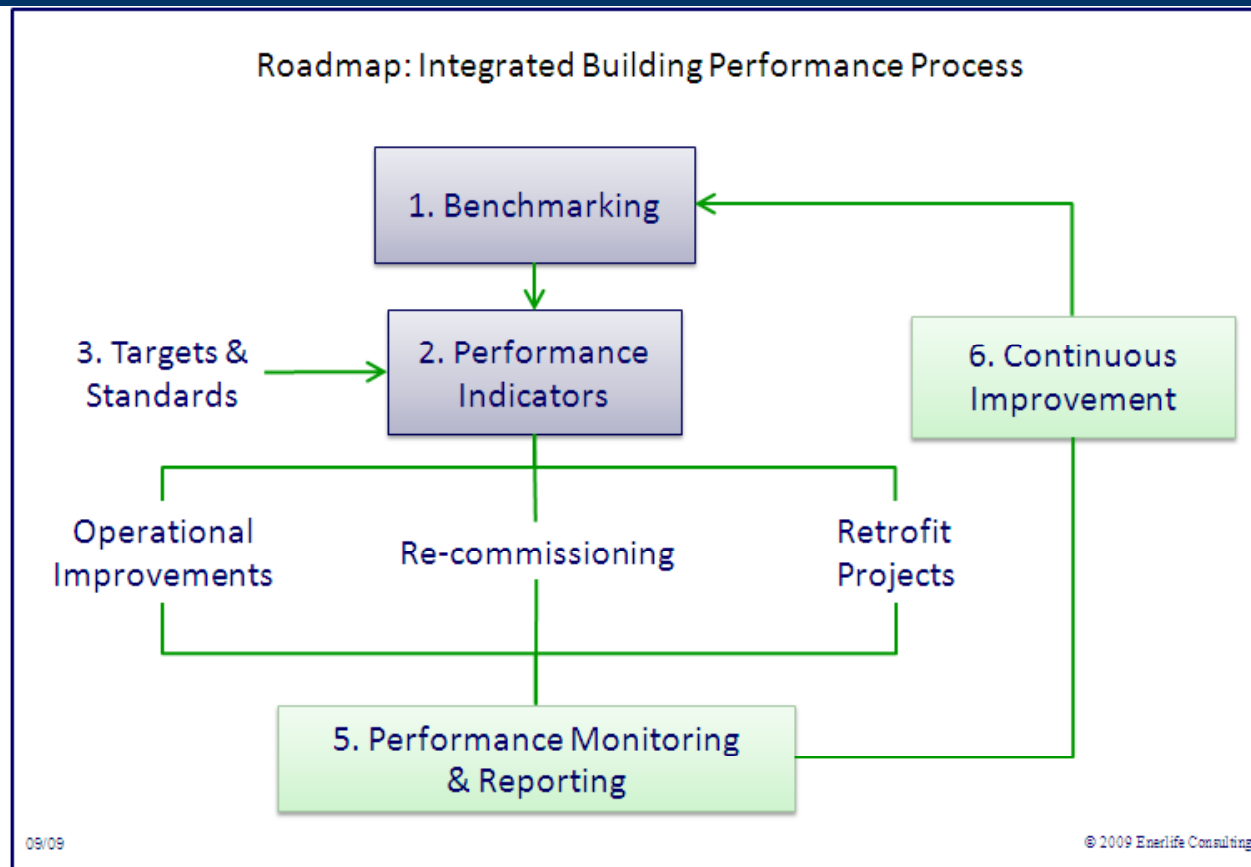 Roadmap: Integrated Building Performance Process
1. Benchmarking
3. Targets &
Standards
2. Performance
Indicators
6. Continuous
Improvement
Operational
Improvements
Re-commissioning
Retrofit
Projects
5. Performance Monitoring
& Reporting
09/09
© 2009 Enerlife Consulting